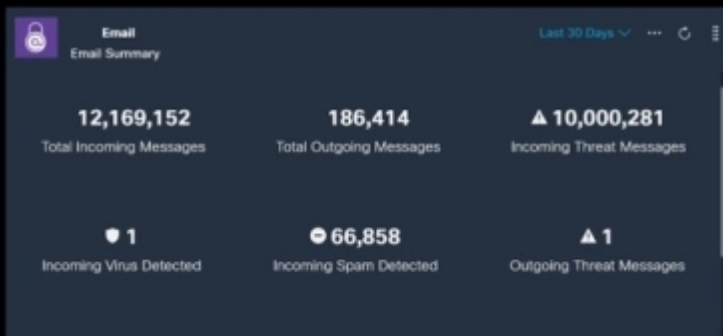 Email
Last 30 Days
Email Summary
12,169,152
186,414
10,000,281
Total Incoming Messages
Total Outgoing Messages
Incoming Threat Messages
1
66,858
1
Incoming Virus Detected
Incoming Spam Detected
Outgoing Threat Messages